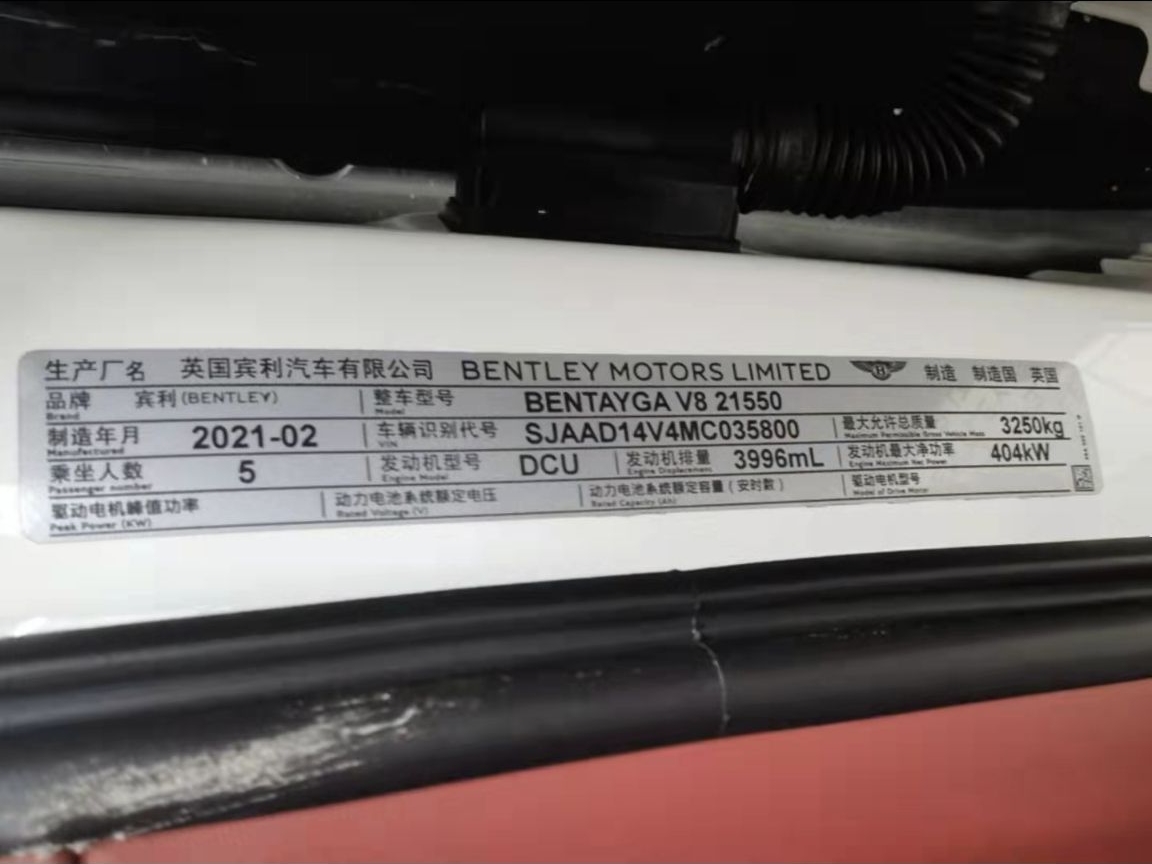 生产厂名 英国宾利汽车有限公司 BENTLEY MOTORS LIMITED B 制造 制造国 英国
品牌 宾利(BENTLEY) 整车型号 BENTAYGA V8 21550
Brand Model
制造年月 2021-02 车辆识别代号 SJAAD14V4MC035800 最大允许总质量 3250kg
Manufactured VIN Maximum Permissible Gross Vehicle Mass
乘坐人数 5 发动机型号 DCU 发动机排量 3996mL 发动机最大净功率 404kW
Passenger number Engine Model Engine Displacement Engine Maximum Net Power
驱动电机峰值功率 动力电池系统额定电压 动力电池系统额定容量(安时数) 驱动电机型号
Peak Power (KW) Rated Voltage (V) Rated Capacity (Ah) Model of Drive Motor